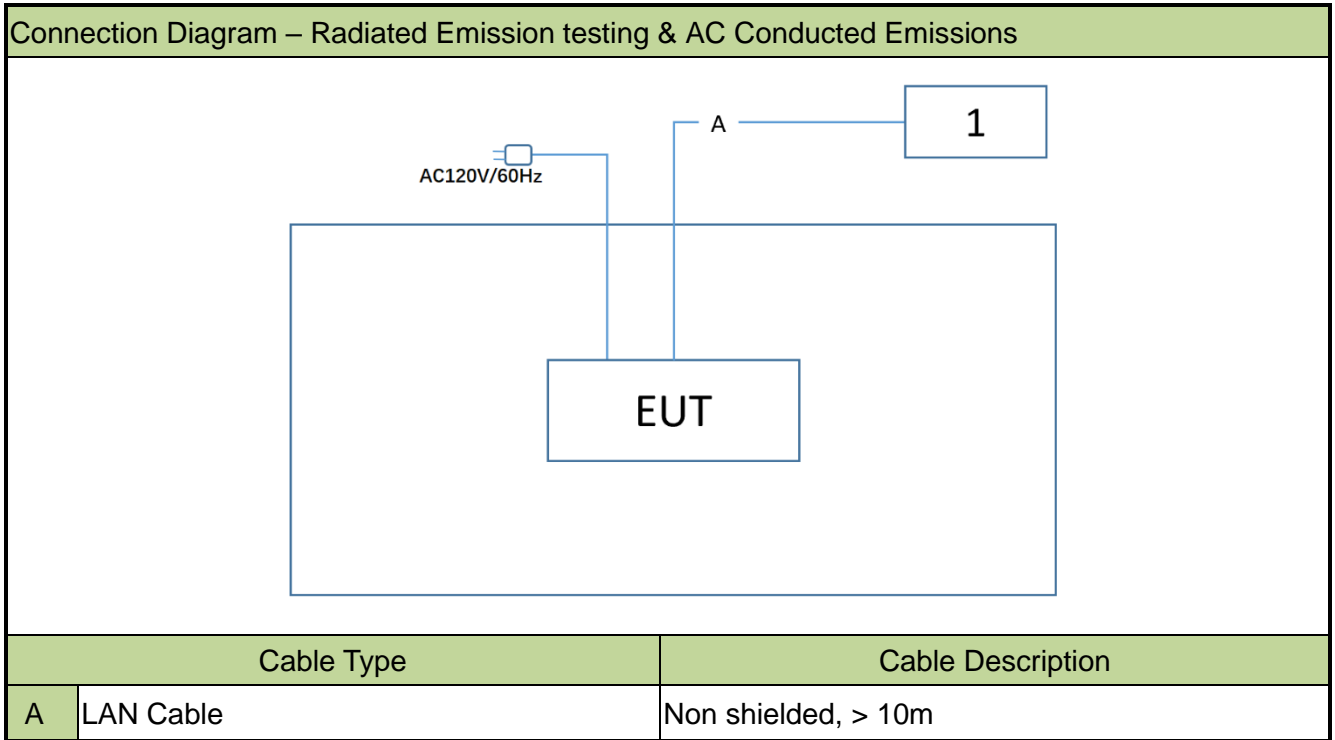 Connection Diagram – Radiated Emission testing & AC Conducted Emissions
A
1
AC120V/60Hz
EUT
Cable Type
Cable Description
A
LAN Cable
Non shielded, > 10m